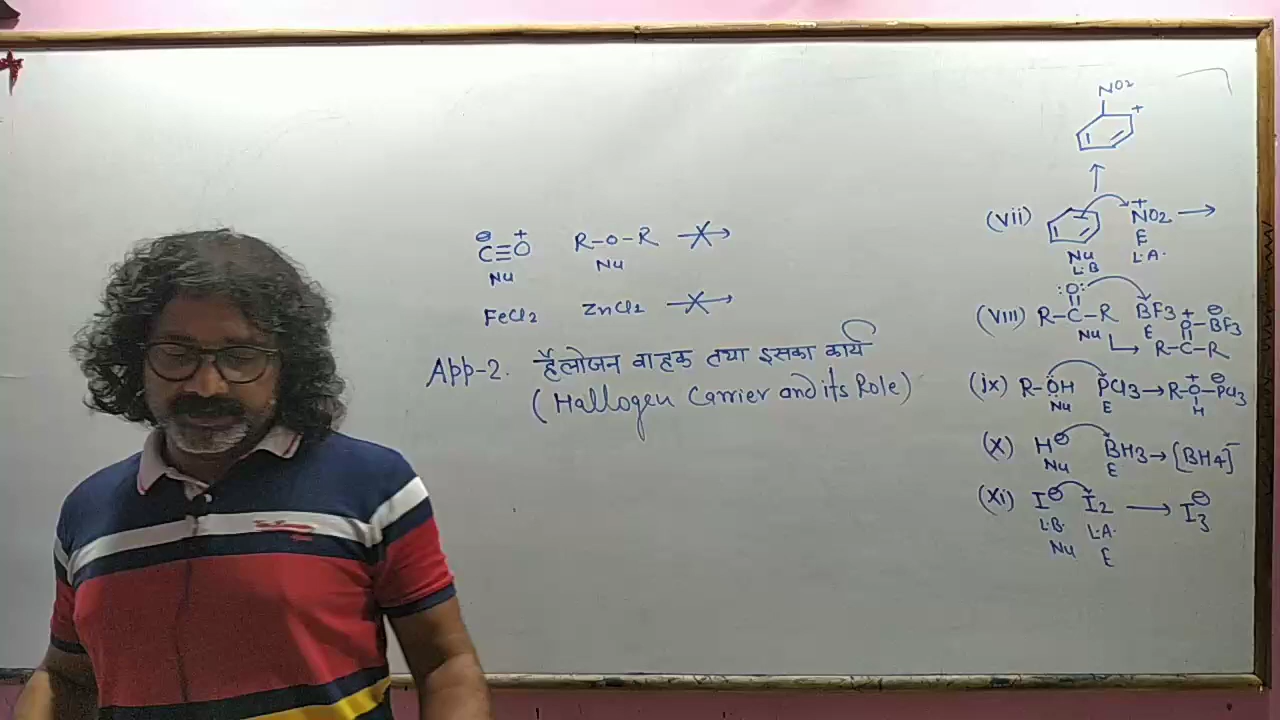 ⊖ +
C≡O R-O-R ✗→
Nu Nu
FeCl2 ZnCl2 ✗→
App-2. हैलोजन वाहक तथा इसका कार्य
(Hallogen Carrier and its Role)
NO2
+
↑
(vii) +NO2 →
Nu E
L.B L.A.
:O:
(viii) R-C-R BF3 + ⊖
Nu E O-BF3
↳ R-C-R
(ix) R-ÖH PCl3 → R-O-PCl3 + ⊖
Nu E H
(x) H⊖ BH3 → [BH4]⁻
Nu E
(xi) I⊖ I2 → I3⊖
L.B. L.A.
Nu E